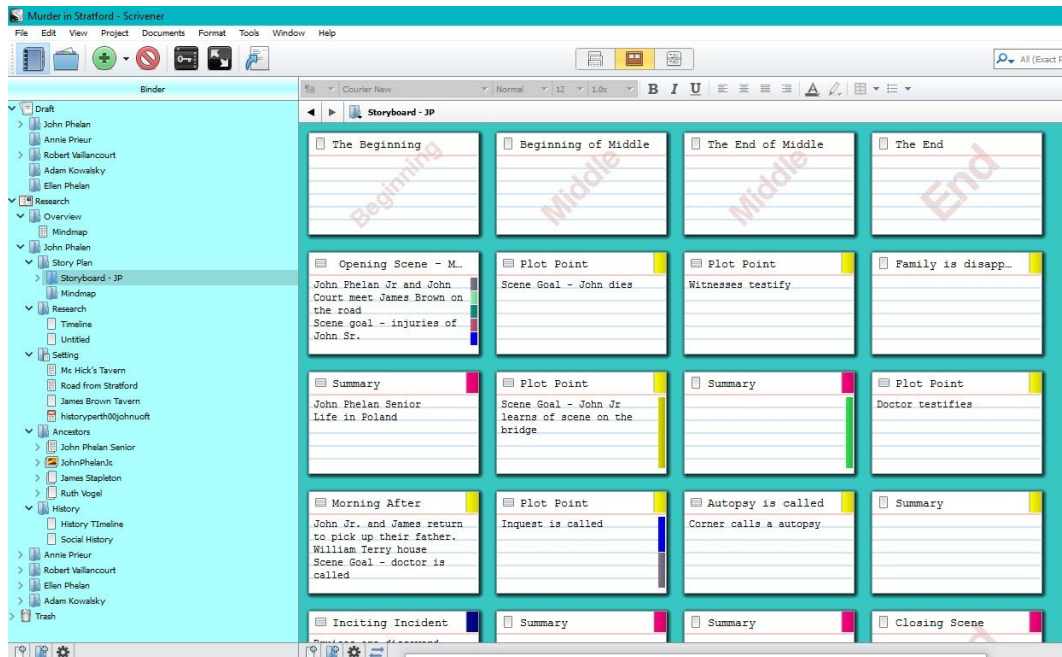 Murder in Stratford - Scrivener
File Edit View Project Documents Format Tools Window Help
All (Exact P
Binder
Courier New Normal 12 1.0x B I U A
Draft
John Phelan
Annie Prieur
Robert Vaillancourt
Adam Kowalsky
Ellen Phelan
Research
Overview
Mindmap
John Phalen
Story Plan
Storyboard - JP
Mindmap
Research
Timeline
Untitled
Setting
Mr. Hick's Tavern
Road from Stratford
James Brown Tavern
historyperth00johnuoft
Ancestors
John Phelan Senior
JohnPhelanJr.
James Stapleton
Ruth Vogel
History
History TImeline
Social History
Annie Prieur
Robert Vaillancourt
Ellen Phelan
Adam Kowalsky
Trash
Storyboard - JP
The Beginning
Beginning
Beginning of Middle
Middle
The End of Middle
Middle
The End
End
Opening Scene - M...
John Phelan Jr and John
Court meet James Brown on
the road
Scene goal - injuries of
John Sr.
Plot Point
Scene Goal - John dies
Plot Point
Witnesses testify
Family is disapp...
Summary
John Phelan Senior
Life in Poland
Plot Point
Scene Goal - John Jr
learns of scene on the
bridge
Summary
Plot Point
Doctor testifies
Morning After
John Jr. and James return
to pick up their father.
William Terry house
Scene Goal - doctor is
called
Plot Point
Inquest is called
Autopsy is called
Corner calls a autopsy
Summary
Inciting Incident
Summary
Summary
Closing Scene